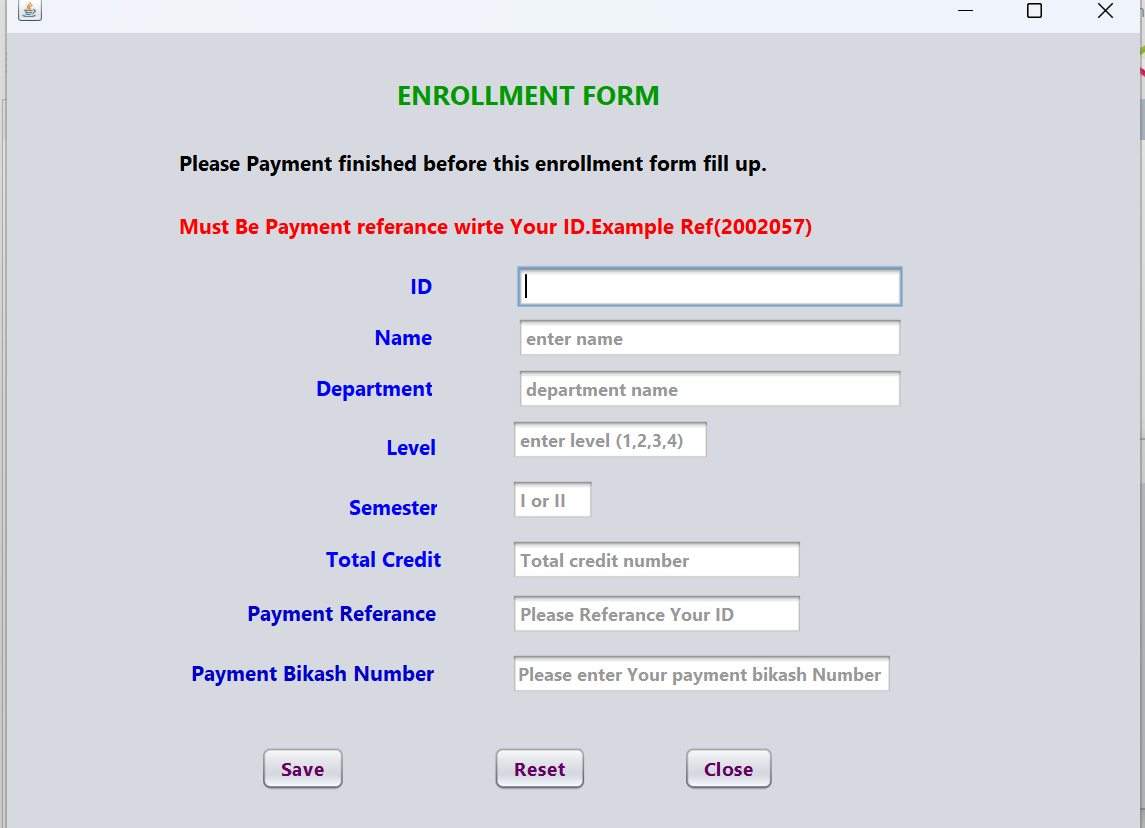 ENROLLMENT FORM
Please Payment finished before this enrollment form fill up.
Must Be Payment referance wirte Your ID.Example Ref(2002057)
ID
Name enter name
Department department name
Level enter level (1,2,3,4)
Semester I or II
Total Credit Total credit number
Payment Referance Please Referance Your ID
Payment Bikash Number Please enter Your payment bikash Number
Save Reset Close